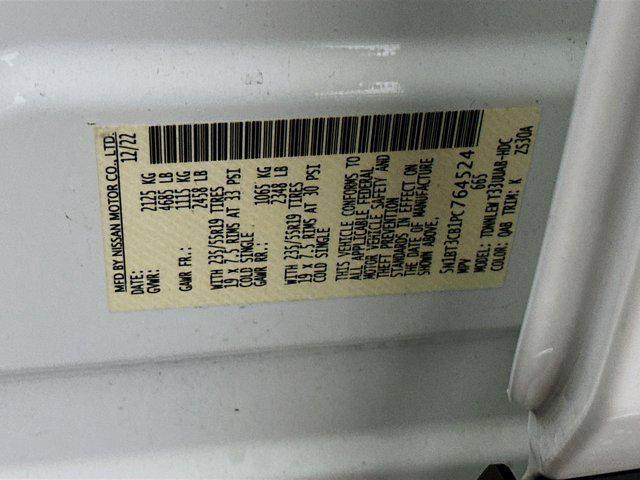 MFD BY NISSAN MOTOR CO., LTD.
DATE: 12/22
GVWR: 2125 KG
4685 LB
GAWR FR.: 1115 KG
2458 LB
WITH 235/55R19 TIRES
19 x 7.5 RIMS AT 33 PSI
COLD SINGLE
GAWR RR.: 1065 KG
2348 LB
WITH 235/55R19 TIRES
19 x 7.5 RIMS AT 30 PSI
COLD SINGLE
THIS VEHICLE CONFORMS TO
ALL APPLICABLE FEDERAL
MOTOR VEHICLE SAFETY AND
THEFT PREVENTION
STANDARDS IN EFFECT ON
THE DATE OF MANUFACTURE
SHOWN ABOVE.
5N1BT3CB1PC764524
MPV 665
MODEL:
COLOR: QAB TRIM: K ZS30A